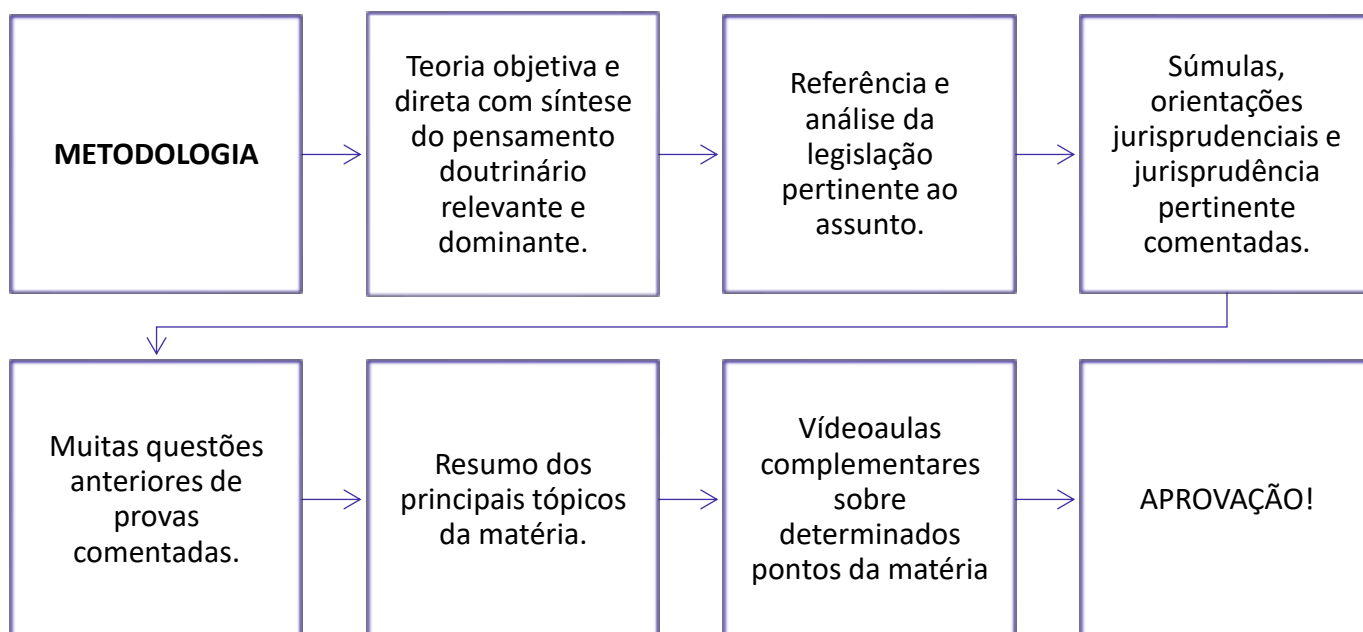 METODOLOGIA
Teoria objetiva e
direta com síntese
do pensamento
doutrinário
relevante e
dominante.
Referência e
análise da
legislação
pertinente ao
assunto.
Súmulas,
orientações
jurisprudenciais e
jurisprudência
pertinente
comentadas.
Muitas questões
anteriores de
provas
comentadas.
Resumo dos
principais tópicos
da matéria.
Vídeoaulas
complementares
sobre
determinados
pontos da matéria
APROVAÇÃO!